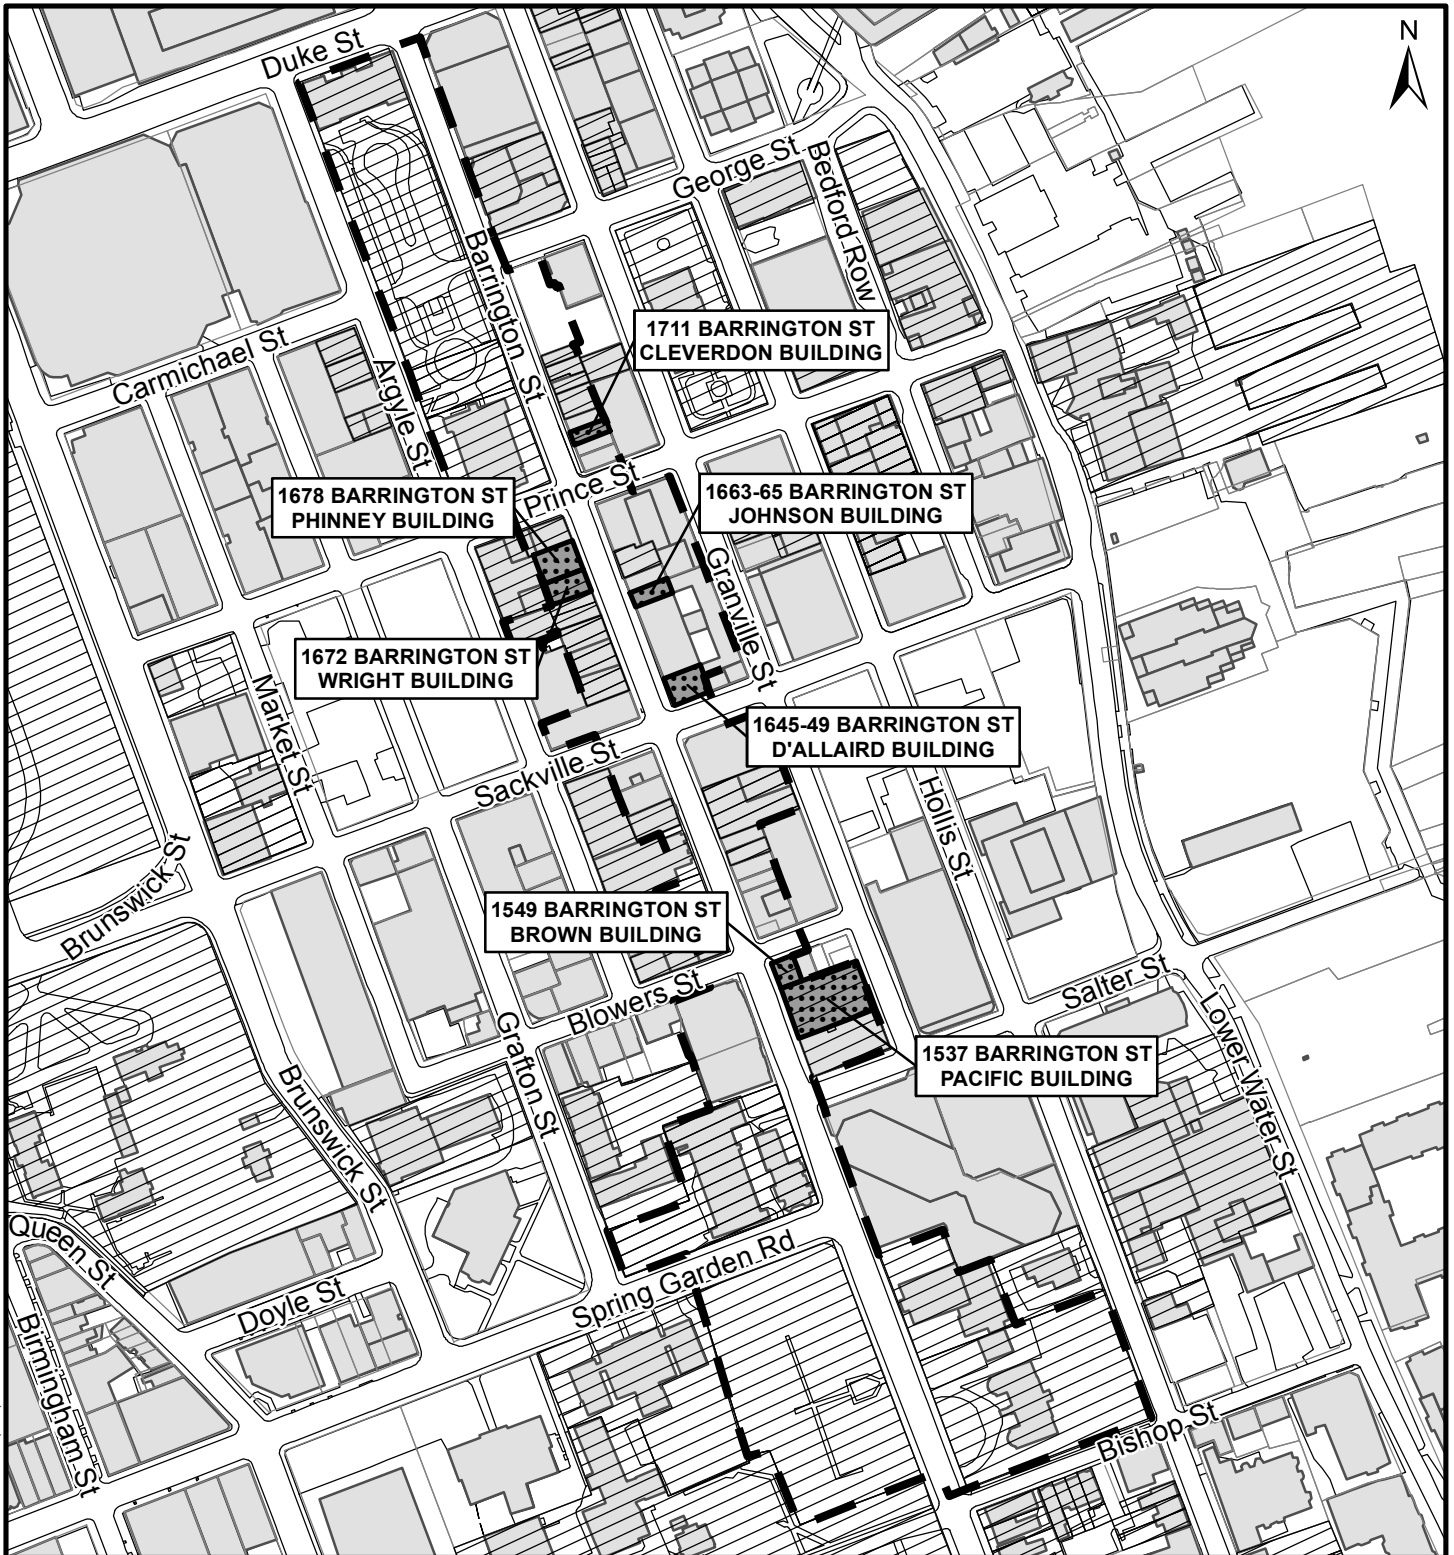 N
Duke St
George St
Bedford Row
Barrington St
1711 BARRINGTON ST
CLEVERDON BUILDING
Carmichael St
Argyle St
Prince St
1678 BARRINGTON ST
PHINNEY BUILDING
1663-65 BARRINGTON ST
JOHNSON BUILDING
Granville St
1672 BARRINGTON ST
WRIGHT BUILDING
Market St
1645-49 BARRINGTON ST
D'ALLAIRD BUILDING
Sackville St
Hollis St
Brunswick St
1549 BARRINGTON ST
BROWN BUILDING
Blowers St
Salter St
Lower Water St
Grafton St
1537 BARRINGTON ST
PACIFIC BUILDING
Brunswick St
Queen St
Spring Garden Rd
Doyle St
Birmingham St
Bishop St